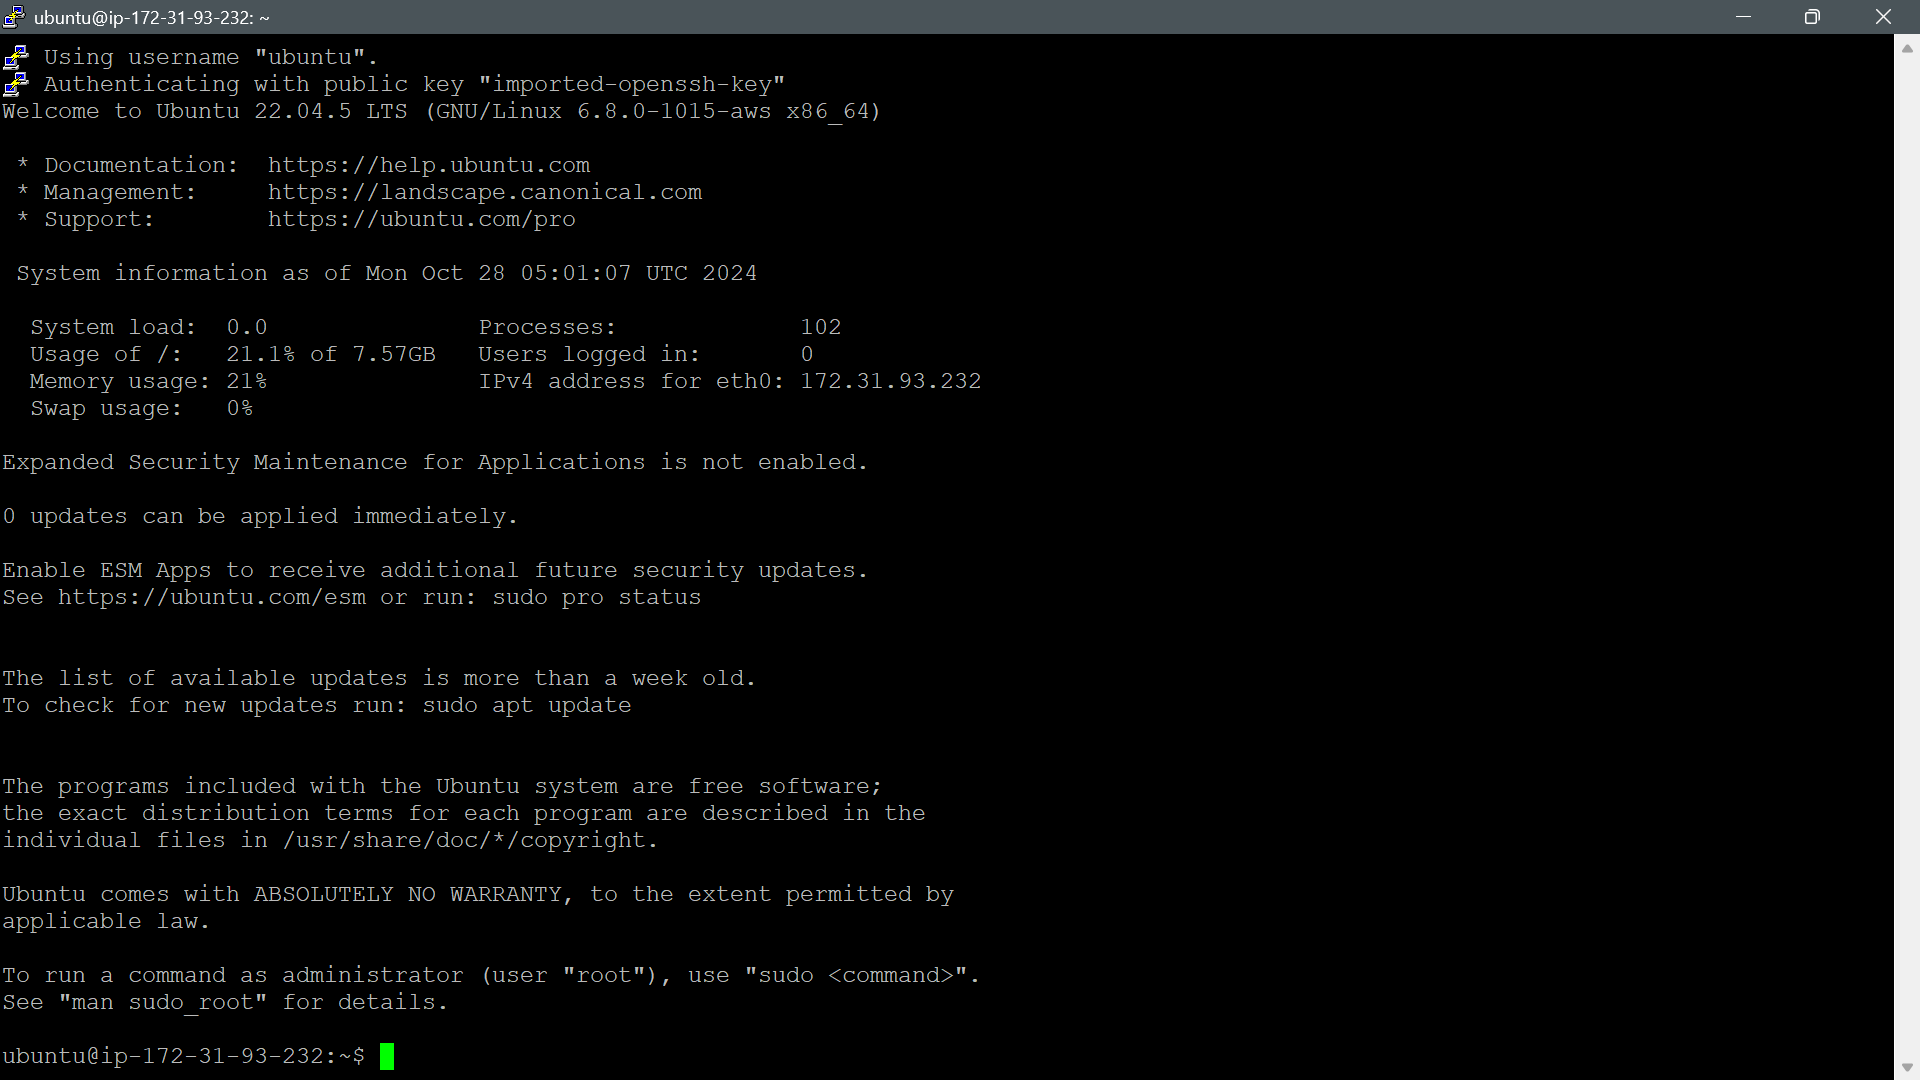 ubuntu@ip-172-31-93-232: ~
Using username "ubuntu".
Authenticating with public key "imported-openssh-key"
Welcome to Ubuntu 22.04.5 LTS (GNU/Linux 6.8.0-1015-aws x86_64)
* Documentation:  https://help.ubuntu.com
* Management:     https://landscape.canonical.com
* Support:        https://ubuntu.com/pro
System information as of Mon Oct 28 05:01:07 UTC 2024
System load:  0.0               Processes:             102
Usage of /:   21.1% of 7.57GB   Users logged in:       0
Memory usage: 21%               IPv4 address for eth0: 172.31.93.232
Swap usage:   0%
Expanded Security Maintenance for Applications is not enabled.
0 updates can be applied immediately.
Enable ESM Apps to receive additional future security updates.
See https://ubuntu.com/esm or run: sudo pro status
The list of available updates is more than a week old.
To check for new updates run: sudo apt update
The programs included with the Ubuntu system are free software;
the exact distribution terms for each program are described in the
individual files in /usr/share/doc/*/copyright.
Ubuntu comes with ABSOLUTELY NO WARRANTY, to the extent permitted by
applicable law.
To run a command as administrator (user "root"), use "sudo <command>".
See "man sudo_root" for details.
ubuntu@ip-172-31-93-232:~$